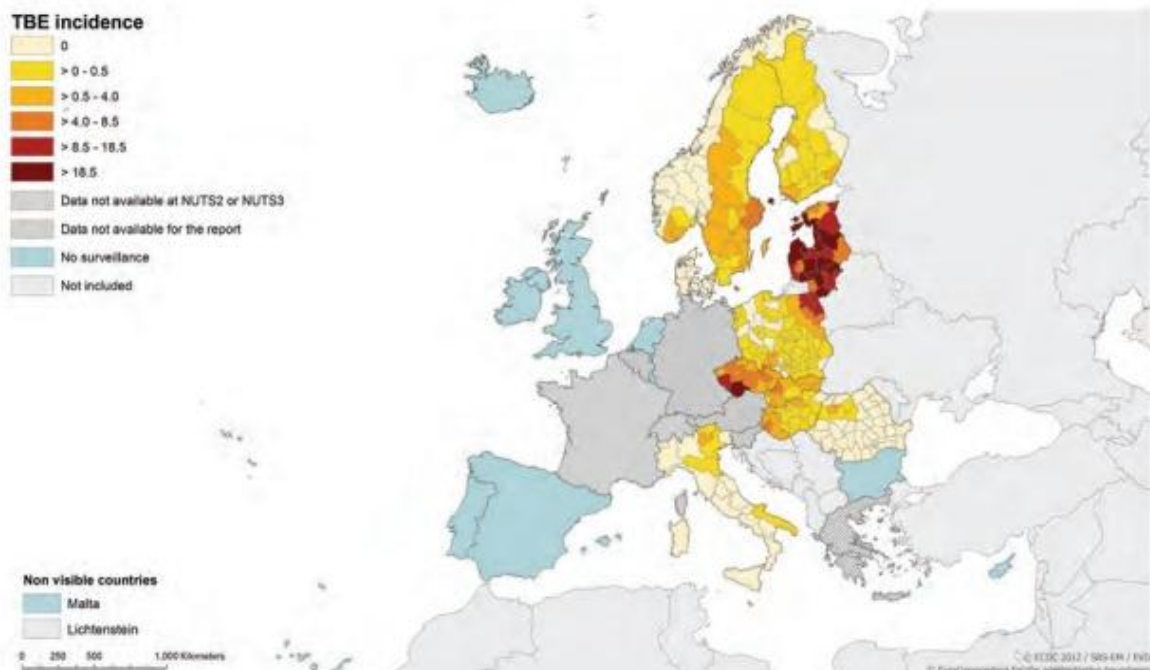 TBE incidence
0
> 0 - 0.5
> 0.5 - 4.0
> 4.0 - 8.5
> 8.5 - 18.5
> 18.5
Data not available at NUTS2 or NUTS3
Data not available for the report
No surveillance
Not included
Non visible countries
Malta
Lichtenstein
0 250 500 1,000 Kilometers
© ECDC 2012 /